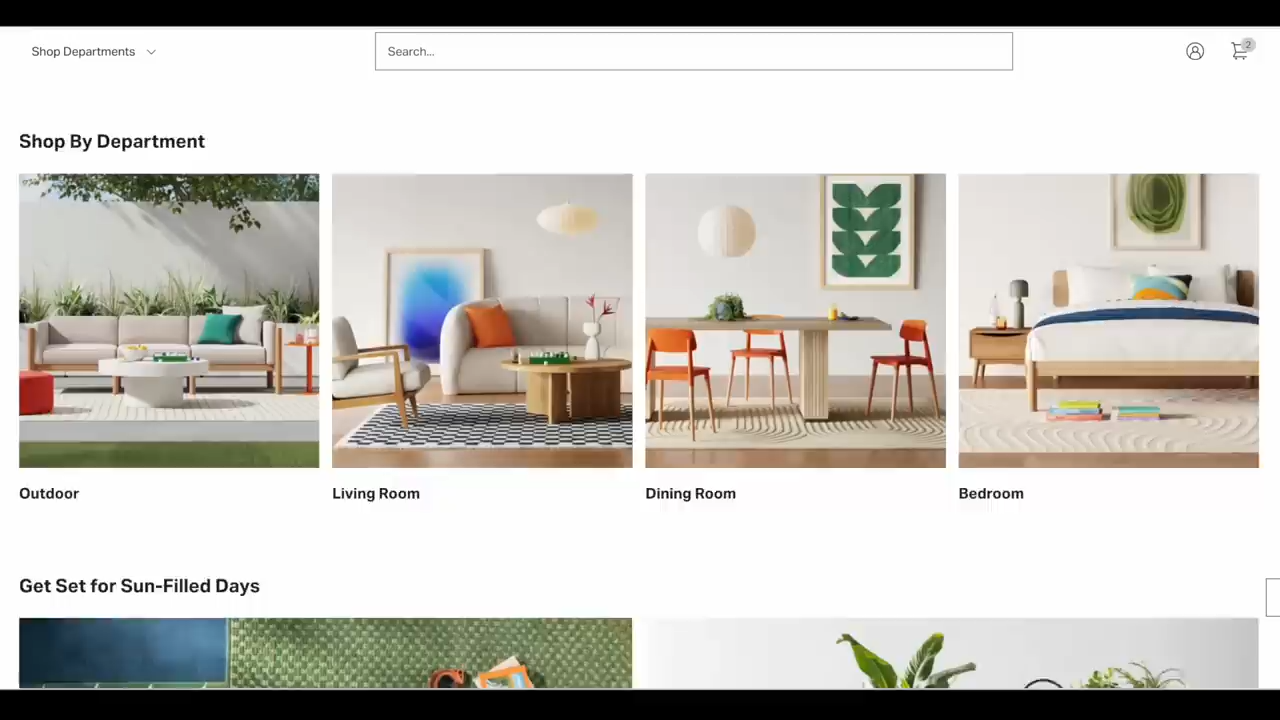 Shop Departments
Search...
2
Shop By Department
Outdoor
Living Room
Dining Room
Bedroom
Get Set for Sun-Filled Days